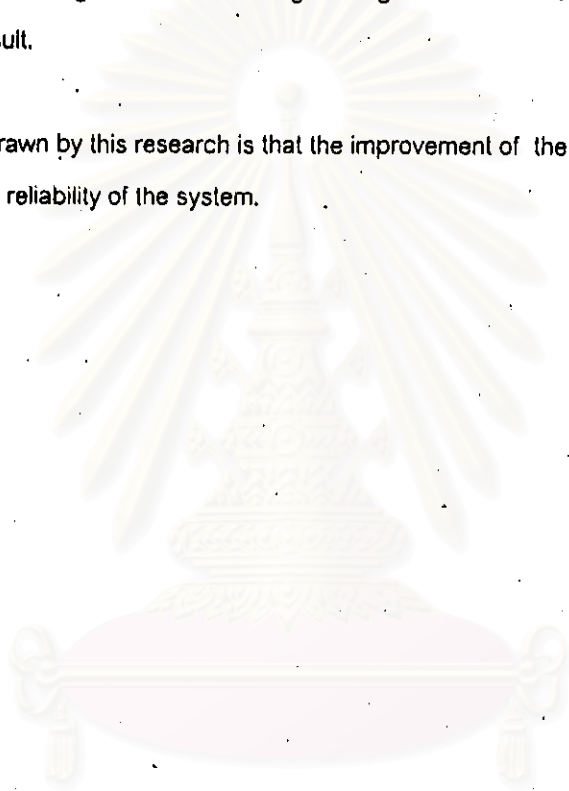 ult.
rawn by this research is that the improvement of the
reliability of the system.